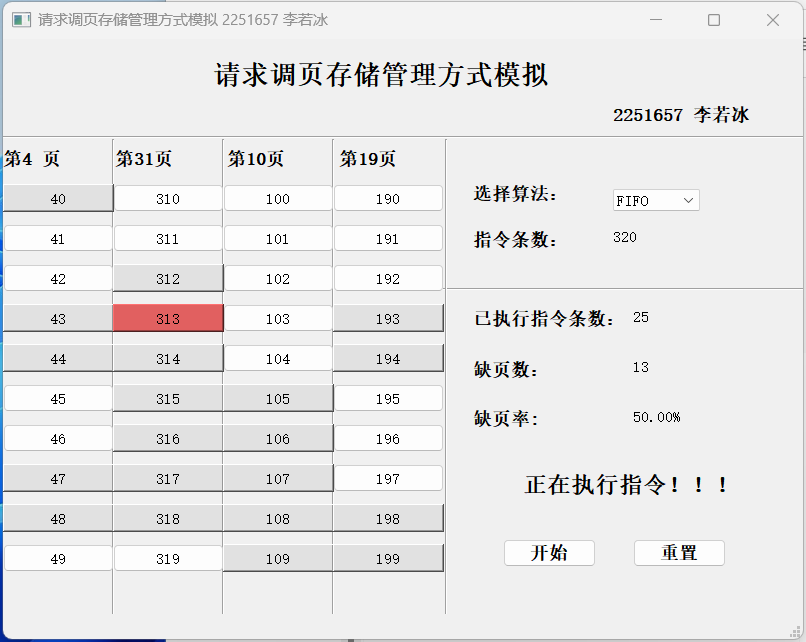 请求调页存储管理方式模拟 2251657 李若冰
请求调页存储管理方式模拟
2251657 李若冰
第4 页 第31页 第10页 第19页
40 310 100 190
41 311 101 191
42 312 102 192
43 313 103 193
44 314 104 194
45 315 105 195
46 316 106 196
47 317 107 197
48 318 108 198
49 319 109 199
选择算法: FIFO
指令条数: 320
已执行指令条数: 25
缺页数: 13
缺页率: 50.00%
正在执行指令!!!
开始 重置